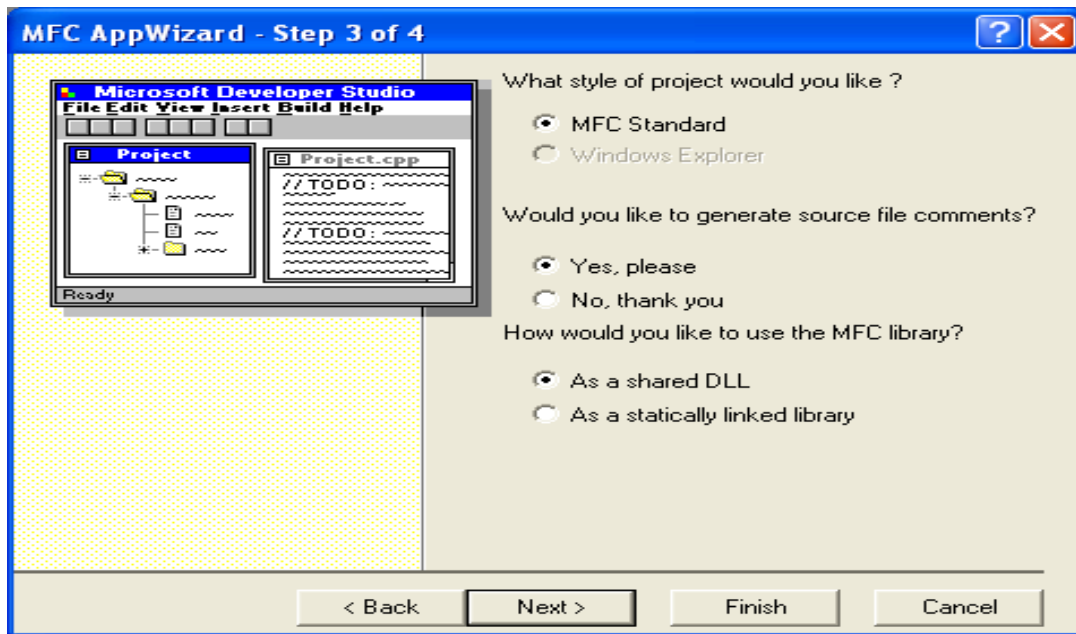 MFC AppWizard - Step 3 of 4
Microsoft Developer Studio
File Edit View Insert Build Help
Project
Project.cpp
//TODO:
//TODO:
Ready
What style of project would you like ?
MFC Standard
Windows Explorer
Would you like to generate source file comments?
Yes, please
No, thank you
How would you like to use the MFC library?
As a shared DLL
As a statically linked library
< Back
Next >
Finish
Cancel